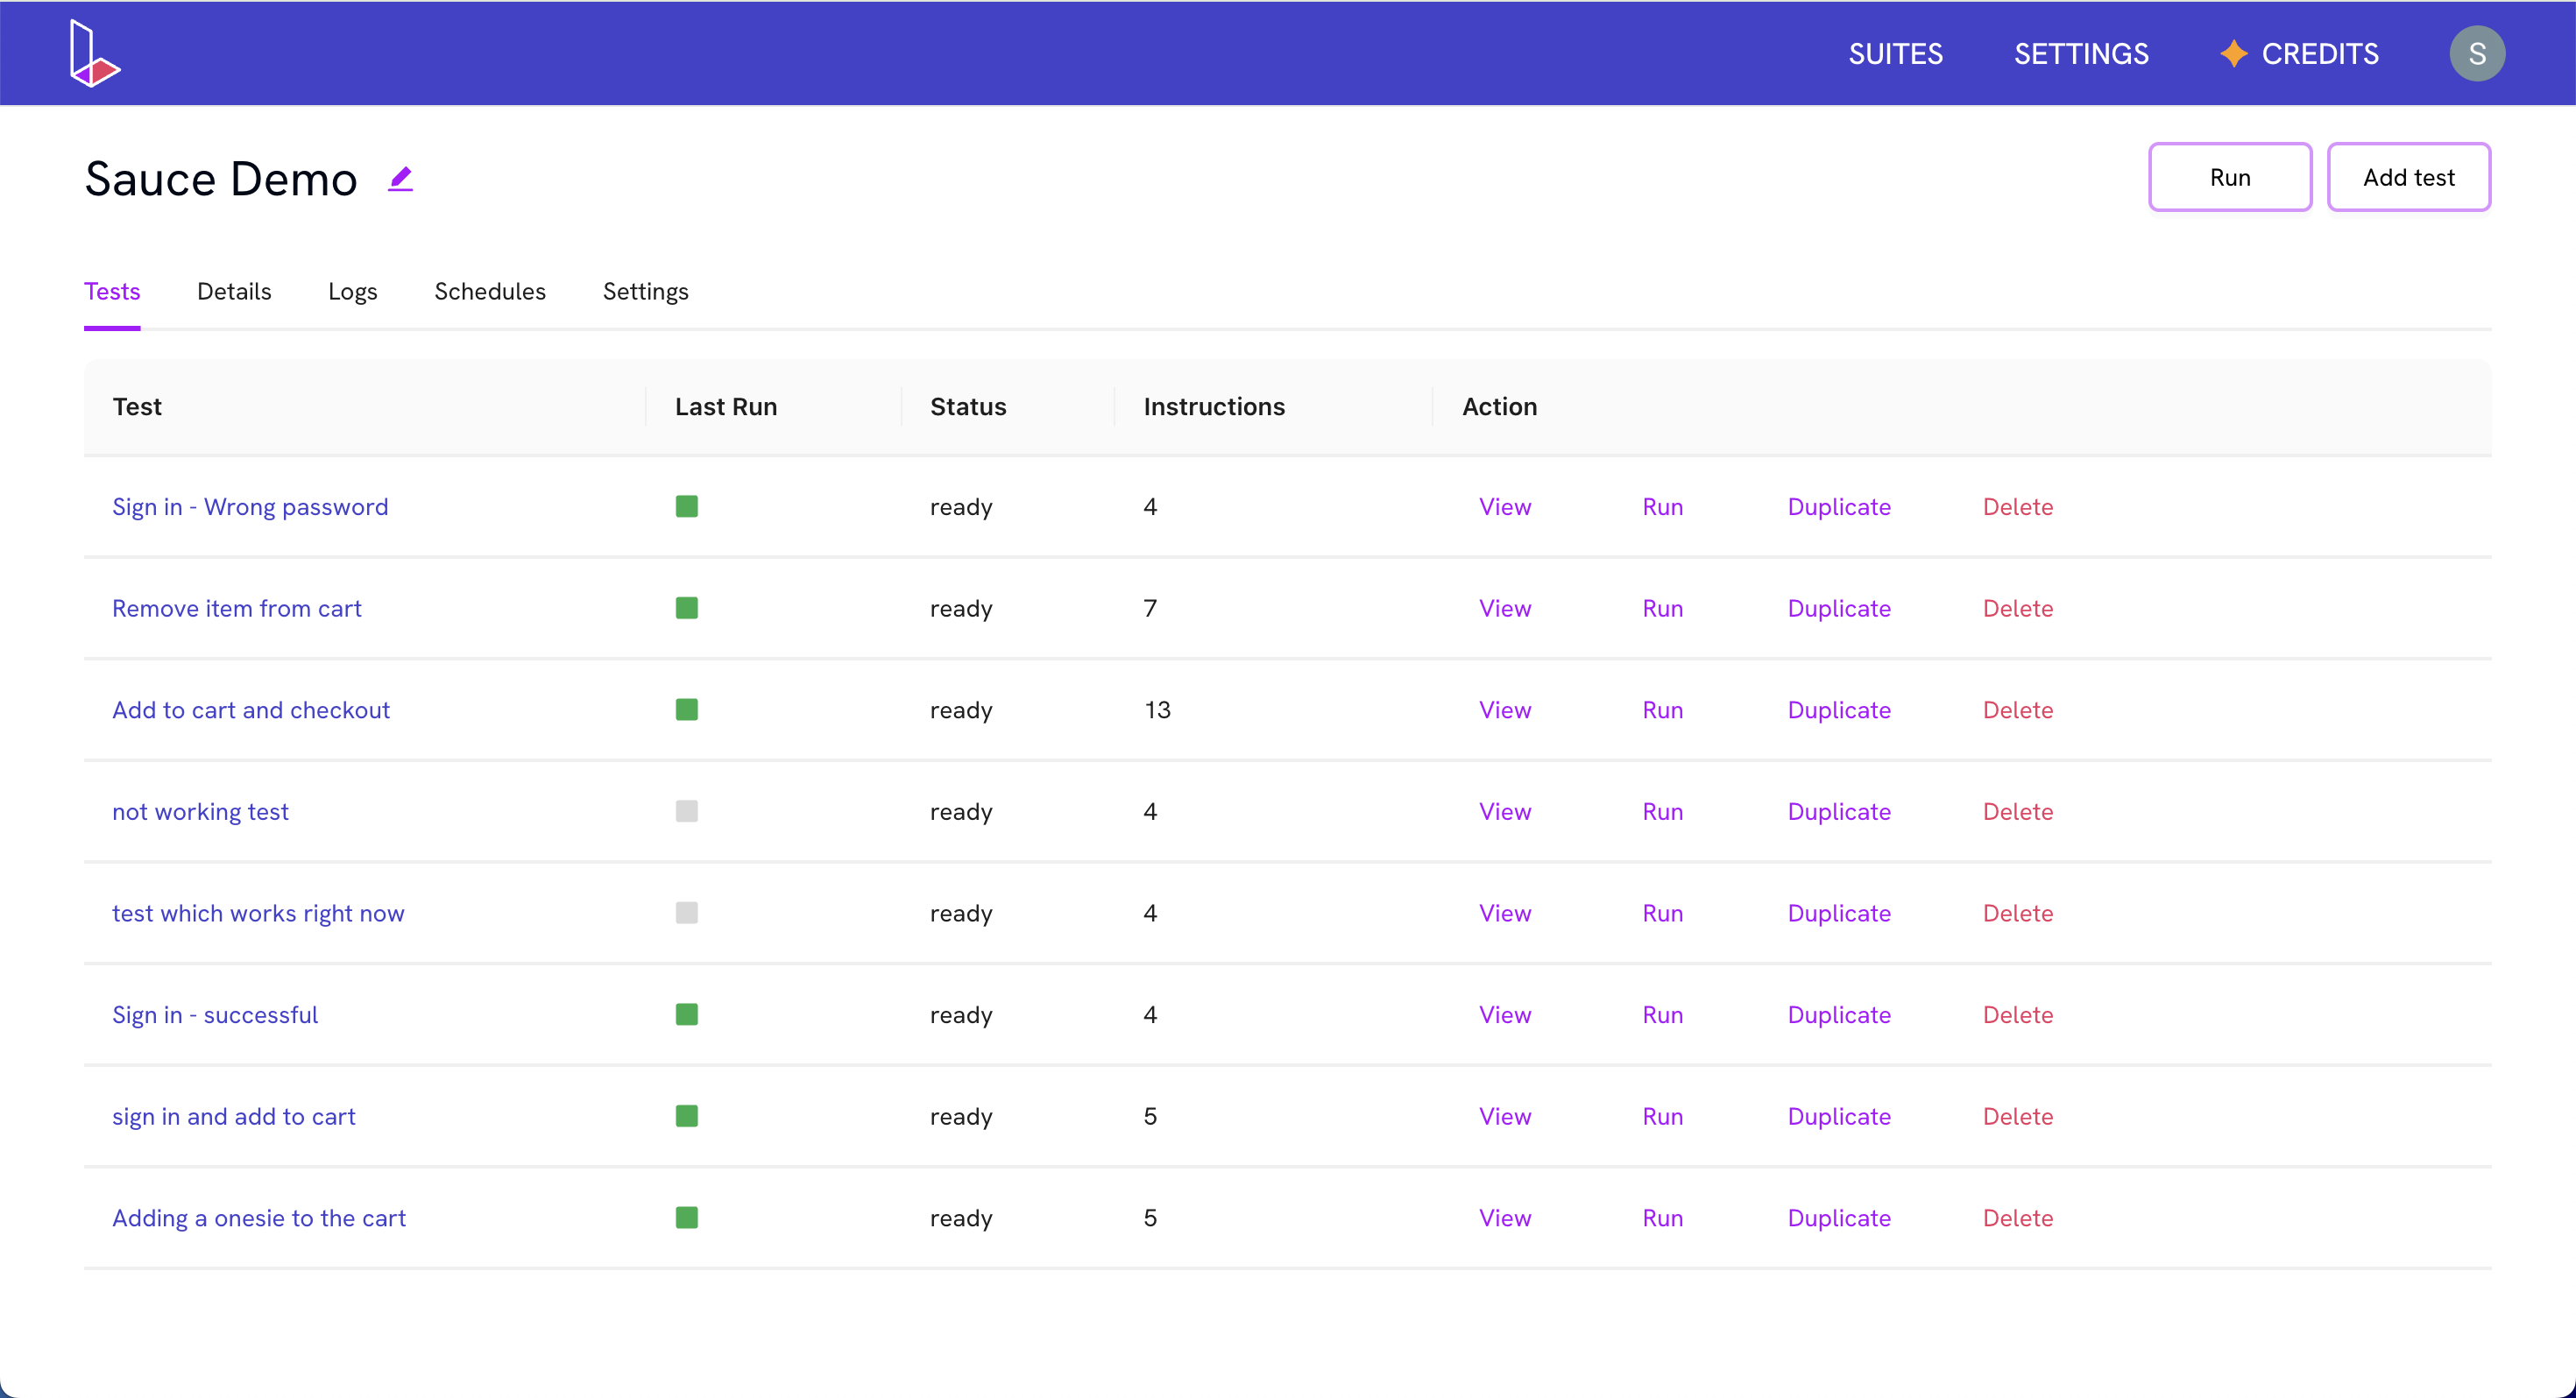 SUITES SETTINGS CREDITS S
Sauce Demo Run Add test
Tests Details Logs Schedules Settings
Test Last Run Status Instructions Action
Sign in - Wrong password ready 4 View Run Duplicate Delete
Remove item from cart ready 7 View Run Duplicate Delete
Add to cart and checkout ready 13 View Run Duplicate Delete
not working test ready 4 View Run Duplicate Delete
test which works right now ready 4 View Run Duplicate Delete
Sign in - successful ready 4 View Run Duplicate Delete
sign in and add to cart ready 5 View Run Duplicate Delete
Adding a onesie to the cart ready 5 View Run Duplicate Delete